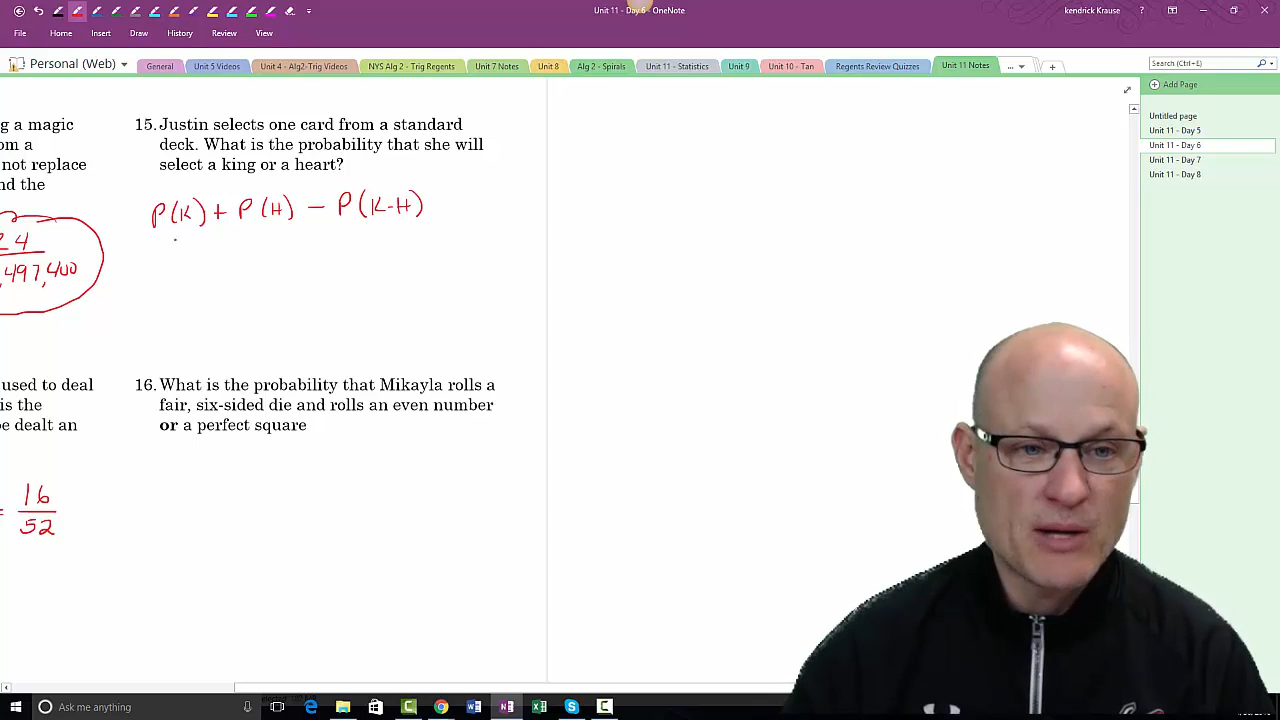 Unit 11 - Day 6 - OneNote
kendrick Krause
?
File Home Insert Draw History Review View
Personal (Web)
General
Unit 5 Videos
Unit 4 - Alg2-Trig Videos
NYS Alg 2 - Trig Regents
Unit 7 Notes
Unit 8
Alg 2 - Spirals
Unit 11 - Statistics
Unit 9
Unit 10 - Tan
Regents Review Quizzes
Unit 11 Notes
...
Search (Ctrl+E)
Add Page
Untitled page
Unit 11 - Day 5
Unit 11 - Day 6
Unit 11 - Day 7
Unit 11 - Day 8
g a magic
om a
not replace
nd the
24
,497,400
used to deal
is the
be dealt an
= 16
52
15. Justin selects one card from a standard
deck. What is the probability that she will
select a king or a heart?
P(K) + P(H) - P(K-H)
16. What is the probability that Mikayla rolls a
fair, six-sided die and rolls an even number
or a perfect square
Ask me anything